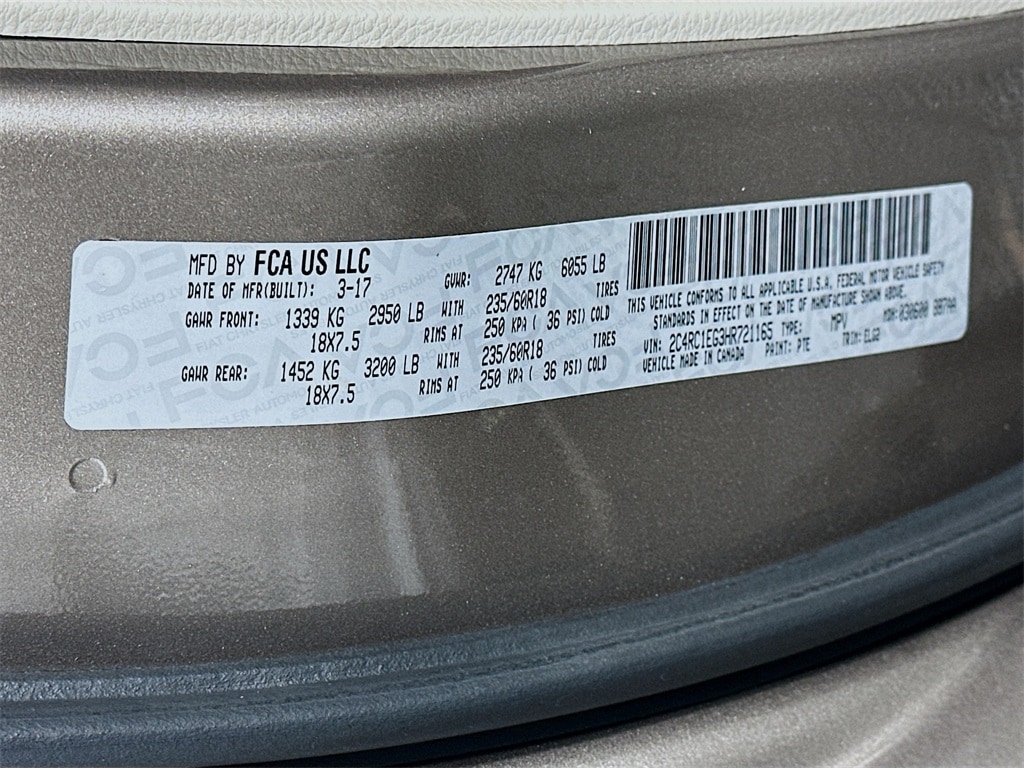 MFD BY FCA US LLC
DATE OF MFR(BUILT): 3-17 GWWR: 2747 KG 6055 LB
GAWR FRONT: 1339 KG 2950 LB WITH 235/60R18 TIRES
18X7.5 RIMS AT 250 KPA ( 36 PSI) COLD
GAWR REAR: 1452 KG 3200 LB WITH 235/60R18 TIRES
18X7.5 RIMS AT 250 KPA ( 36 PSI) COLD
THIS VEHICLE CONFORMS TO ALL APPLICABLE U.S.A. FEDERAL MOTOR VEHICLE SAFETY
STANDARDS IN EFFECT ON THE DATE OF MANUFACTURE SHOWN ABOVE.
VIN: 2C4RC1EG3HR721165 TYPE: MPV MDH: 030600
VEHICLE MADE IN CANADA PAINT: PTE TRIM: ELG2